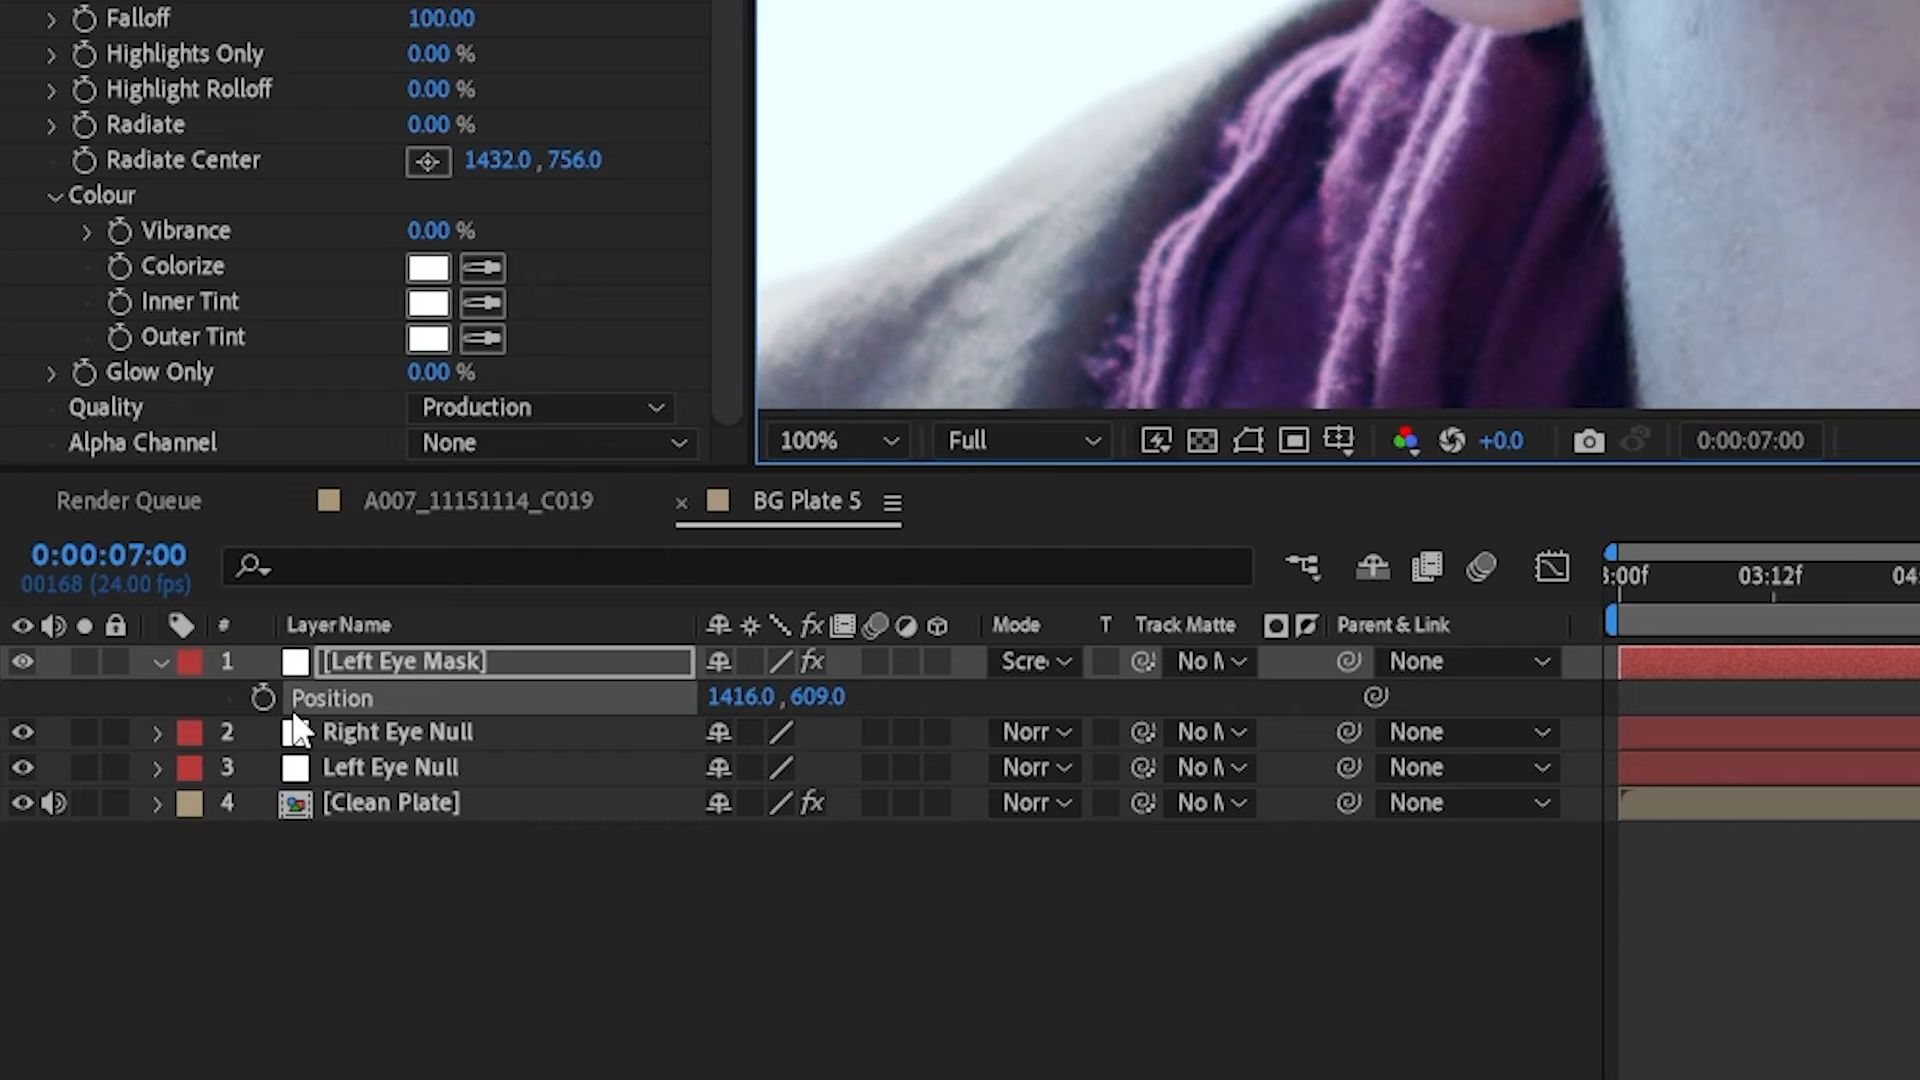 Falloff 100.00
Highlights Only 0.00 %
Highlight Rolloff 0.00 %
Radiate 0.00 %
Radiate Center 1432.0 , 756.0
Colour
Vibrance 0.00 %
Colorize
Inner Tint
Outer Tint
Glow Only 0.00 %
Quality Production
Alpha Channel None
100% Full +0.0 0:00:07:00
Render Queue A007_11151114_C019 × BG Plate 5
0:00:07:00
00168 (24.00 fps)
3:00f 03:12f 04
# Layer Name fx Mode T Track Matte Parent & Link
1 [Left Eye Mask] fx Scre No M None
Position 1416.0 , 609.0
2 Right Eye Null Norr No M None
3 Left Eye Null Norr No M None
4 [Clean Plate] fx Norr No M None